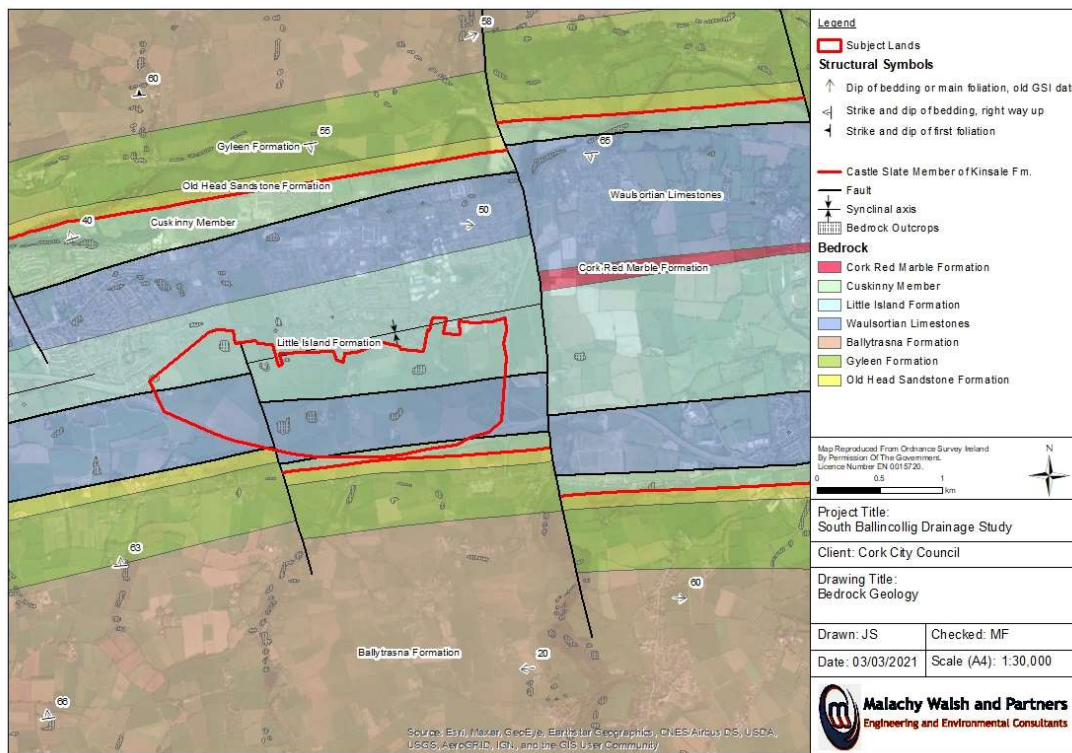 58
60
55
Gyleen Formation
65
Old Head Sandstone Formation
Waulsortian Limestones
50
Cuskinny Member
40
Cork Red Marble Formation
Little Island Formation
63
60
Ballytrasna Formation
20
66
Source: Esri, Maxar, GeoEye, Earthstar Geographics, CNES/Airbus DS, USDA,
USGS, AeroGRID, IGN, and the GIS User Community
Legend
Subject Lands
Structural Symbols
Dip of bedding or main foliation, old GSI dat
Strike and dip of bedding, right way up
Strike and dip of first foliation
Castle Slate Member of Kinsale Fm.
Fault
Synclinal axis
Bedrock Outcrops
Bedrock
Cork Red Marble Formation
Cuskinny Member
Little Island Formation
Waulsortian Limestones
Ballytrasna Formation
Gyleen Formation
Old Head Sandstone Formation
Map Reproduced From Ordnance Survey Ireland
By Permission Of The Government.
Licence Number EN 0015720.
N
0 0.5 1
km
Project Title:
South Ballincollig Drainage Study
Client: Cork City Council
Drawing Title:
Bedrock Geology
Drawn: JS
Checked: MF
Date: 03/03/2021
Scale (A4): 1:30,000
Malachy Walsh and Partners
Engineering and Environmental Consultants